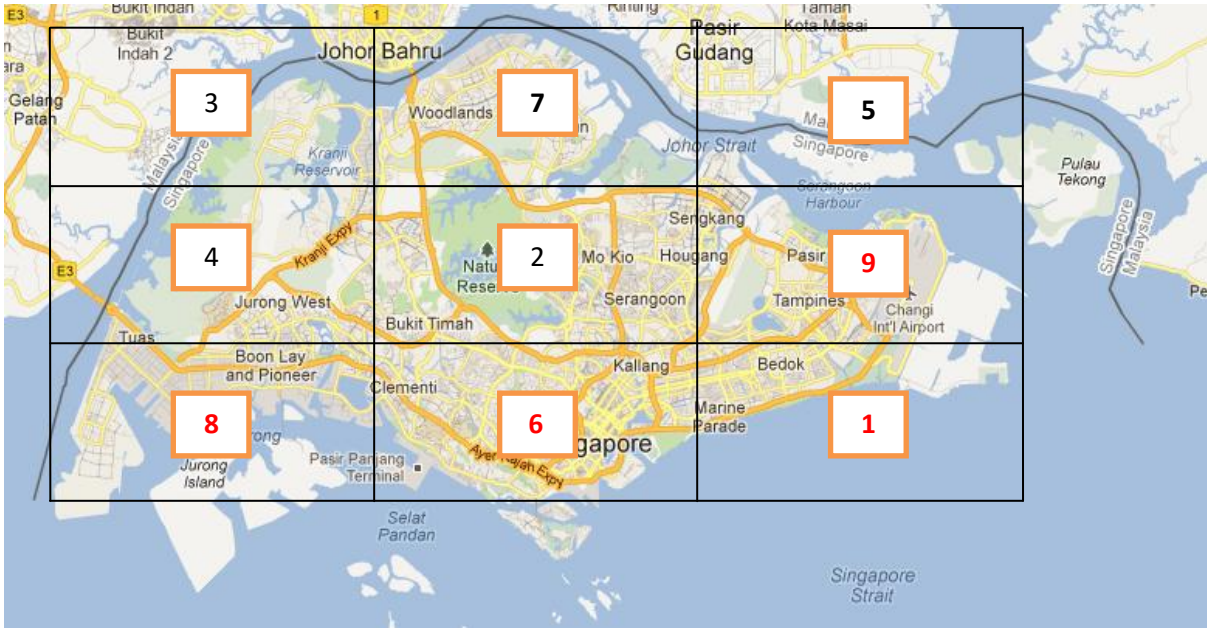 E3
Bukit Indah
1
Rinting
Taman
Kota Masai
Bukit
Indah 2
Johor Bahru
Pasir
Gudang
Gelang
Patah
3
Woodlands
7
5
Malaysia
Singapore
Kranji
Reservoir
Johor Strait
Singapore
Pulau
Tekong
Serangoon
Harbour
Sengkang
E3
4
Kranji Expy
2
Mo Kio
Hougang
Pasir
9
Singapore
Malaysia
Jurong West
Serangoon
Tampines
Changi
Int'l Airport
Tuas
Bukit Timah
Boon Lay
and Pioneer
Kallang
Bedok
Clementi
8
6
Marine
Parade
1
Jurong
Island
Pasir Panjang
Terminal
Ayer Rajah Expy
gapore
Selat
Pandan
Singapore
Strait